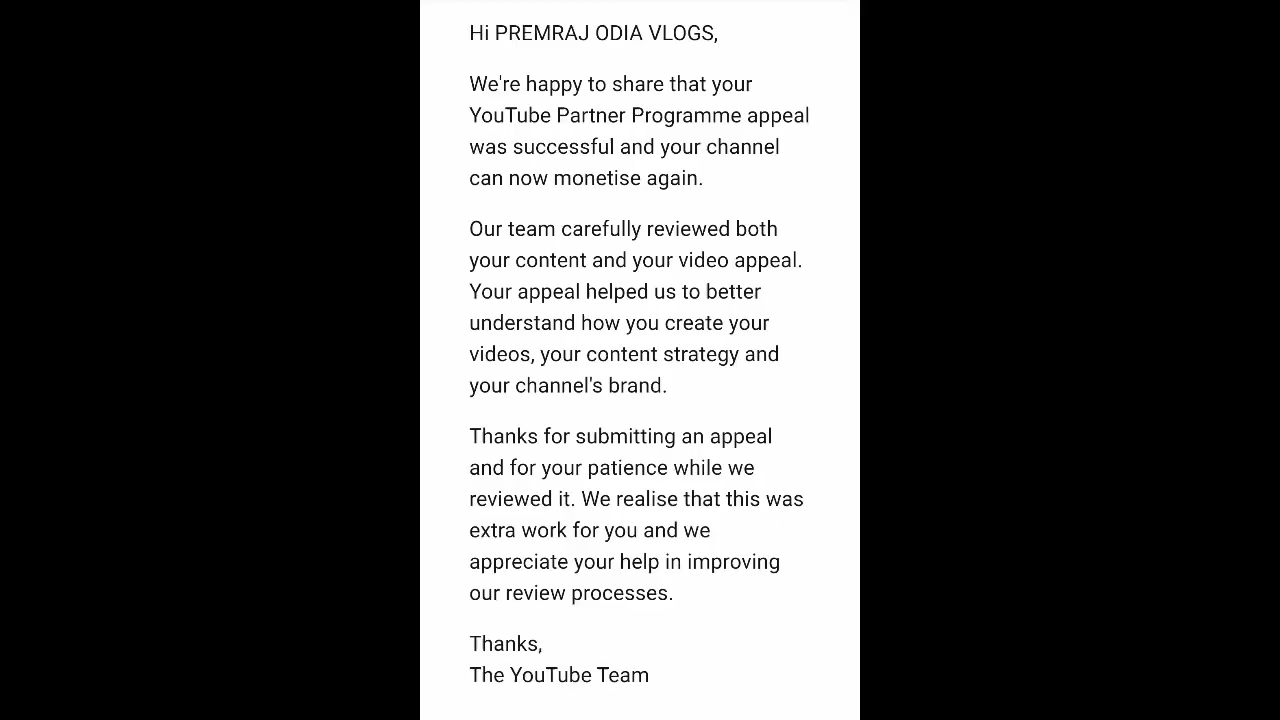 Hi PREMRAJ ODIA VLOGS,
We're happy to share that your
YouTube Partner Programme appeal
was successful and your channel
can now monetise again.
Our team carefully reviewed both
your content and your video appeal.
Your appeal helped us to better
understand how you create your
videos, your content strategy and
your channel's brand.
Thanks for submitting an appeal
and for your patience while we
reviewed it. We realise that this was
extra work for you and we
appreciate your help in improving
our review processes.
Thanks,
The YouTube Team